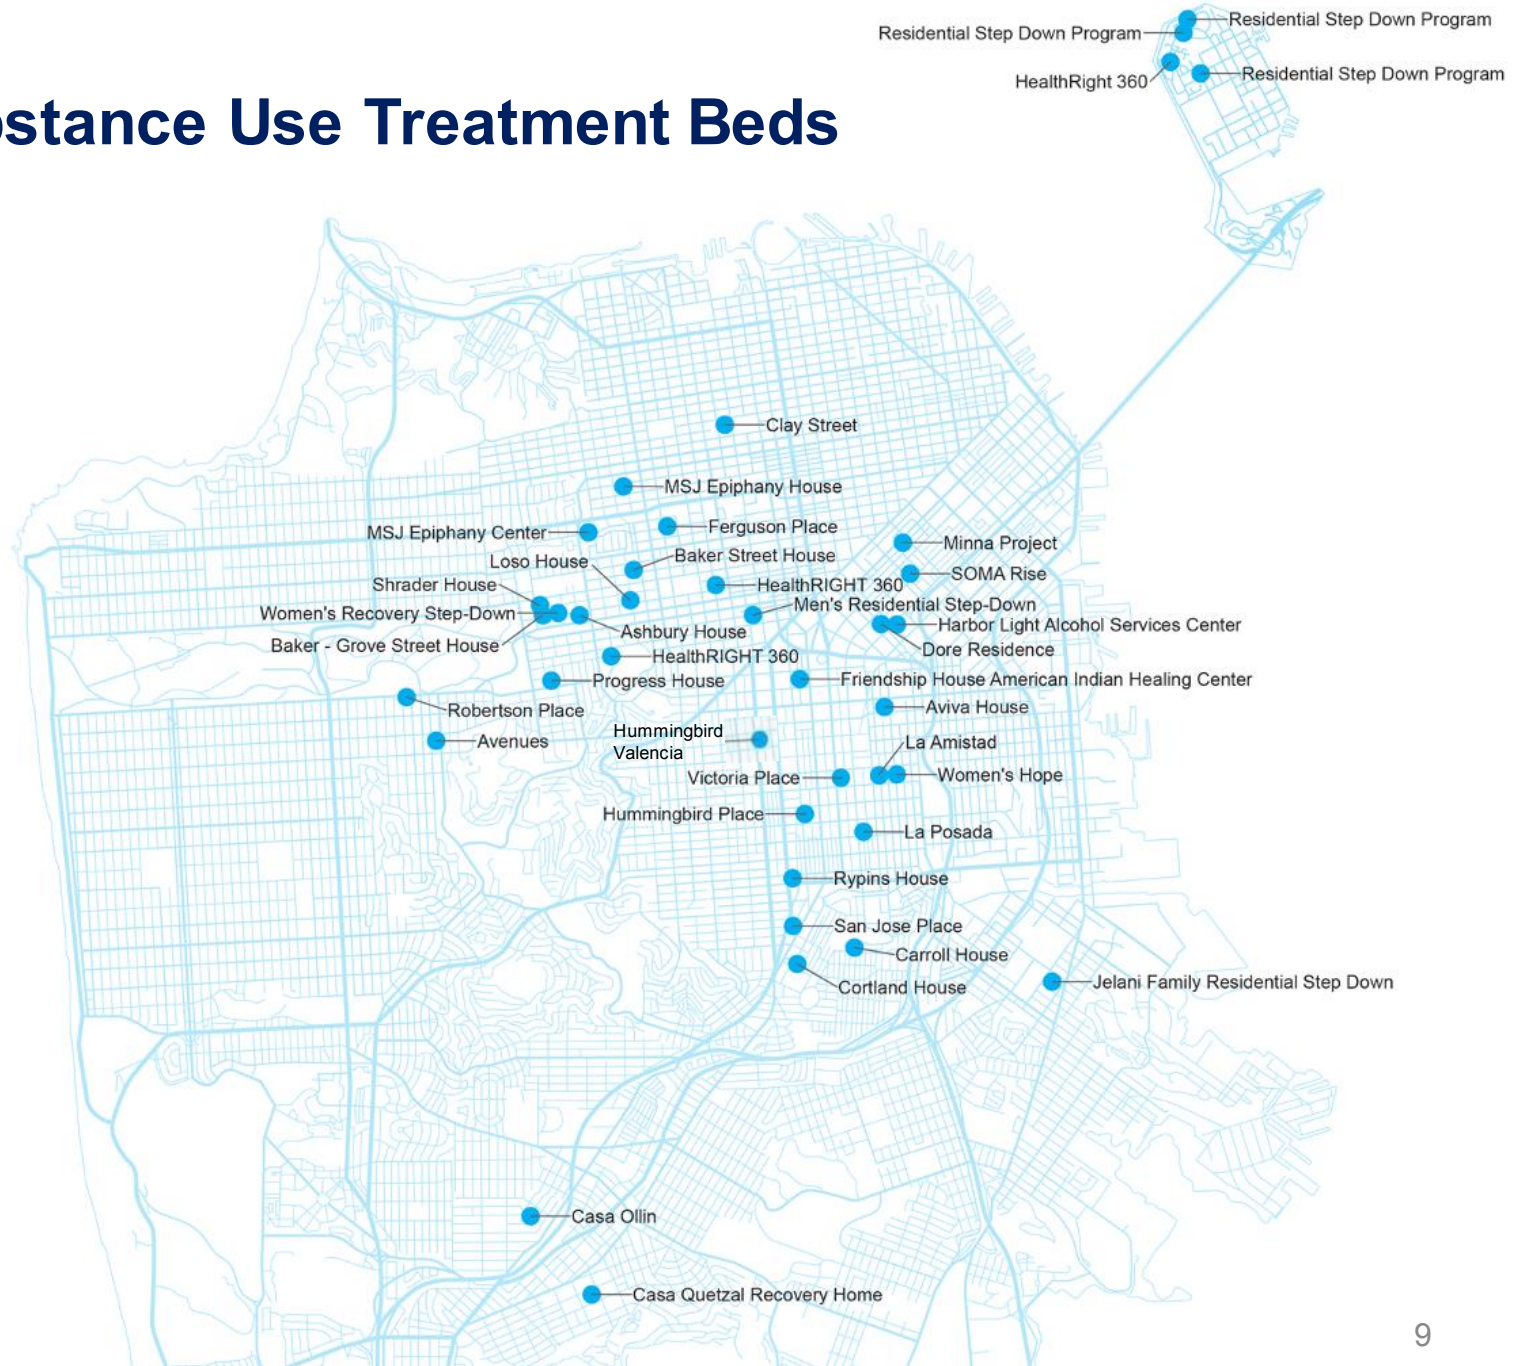 Residential Step Down Program
Residential Step Down Program
HealthRight 360
Residential Step Down Program
stance Use Treatment Beds
Clay Street
MSJ Epiphany House
MSJ Epiphany Center
Ferguson Place
Minna Project
Loso House
Baker Street House
SOMA Rise
Shrader House
HealthRIGHT 360
Women's Recovery Step-Down
Men's Residential Step-Down
Harbor Light Alcohol Services Center
Baker - Grove Street House
Ashbury House
Dore Residence
HealthRIGHT 360
Progress House
Friendship House American Indian Healing Center
Robertson Place
Aviva House
Avenues
Hummingbird
Valencia
La Amistad
Victoria Place
Women's Hope
Hummingbird Place
La Posada
Rypins House
San Jose Place
Carroll House
Cortland House
Jelani Family Residential Step Down
Casa Ollin
Casa Quetzal Recovery Home
9